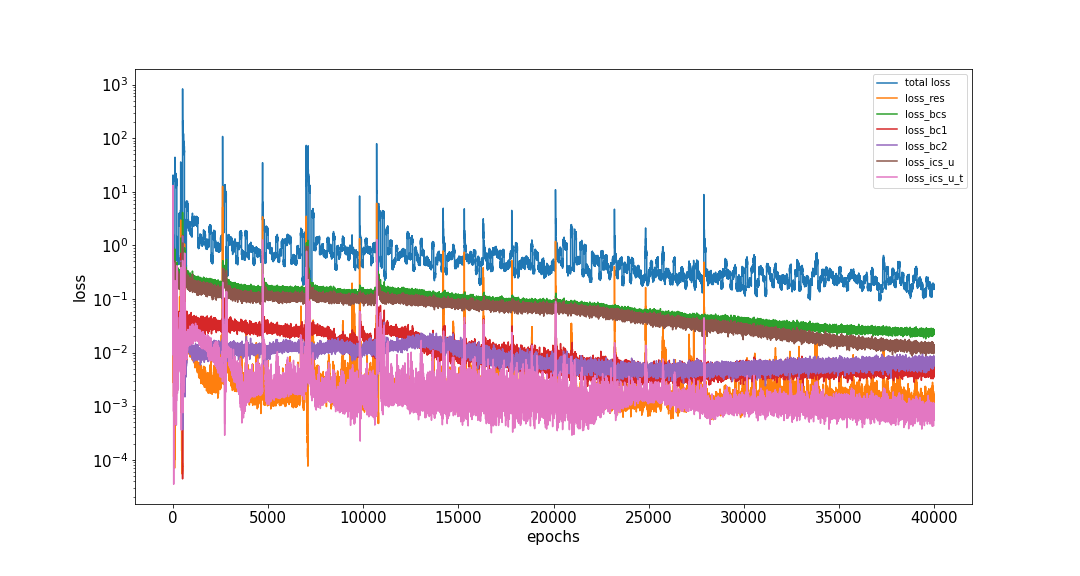 10³
10²
10¹
10⁰
10⁻¹
10⁻²
10⁻³
10⁻⁴
loss
total loss
loss_res
loss_bcs
loss_bc1
loss_bc2
loss_ics_u
loss_ics_u_t
0 5000 10000 15000 20000 25000 30000 35000 40000
epochs